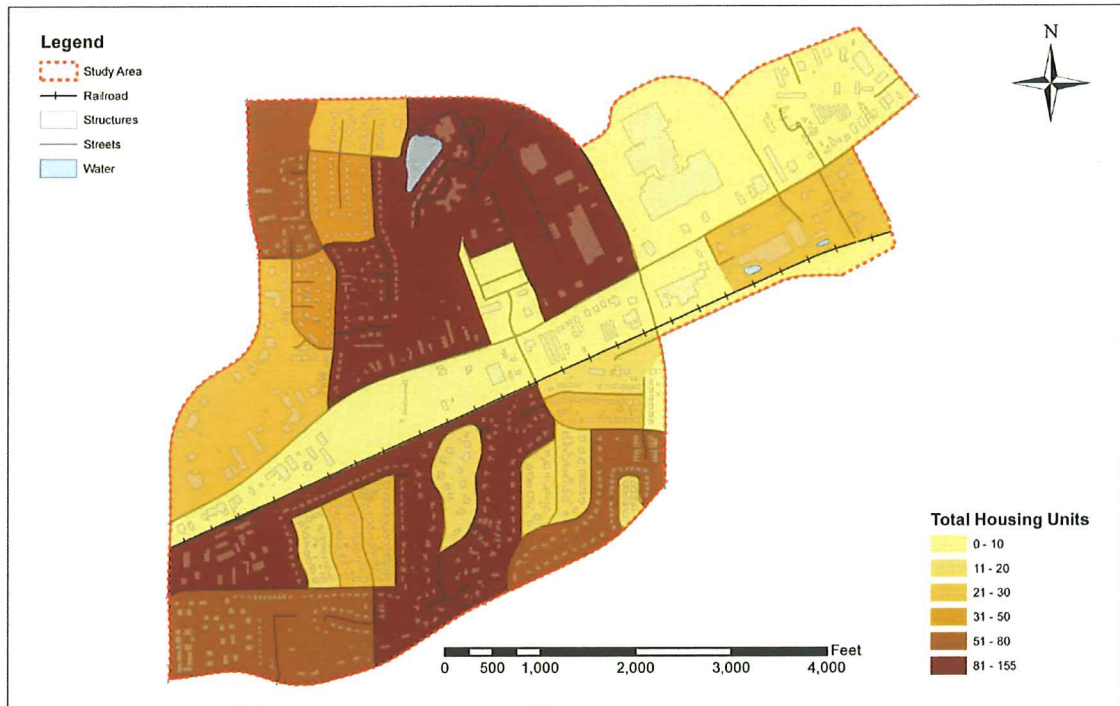 Legend
Study Area
Railroad
Structures
Streets
Water
N
Total Housing Units
0 - 10
11 - 20
21 - 30
31 - 50
51 - 80
81 - 155
Feet
0 500 1,000 2,000 3,000 4,000